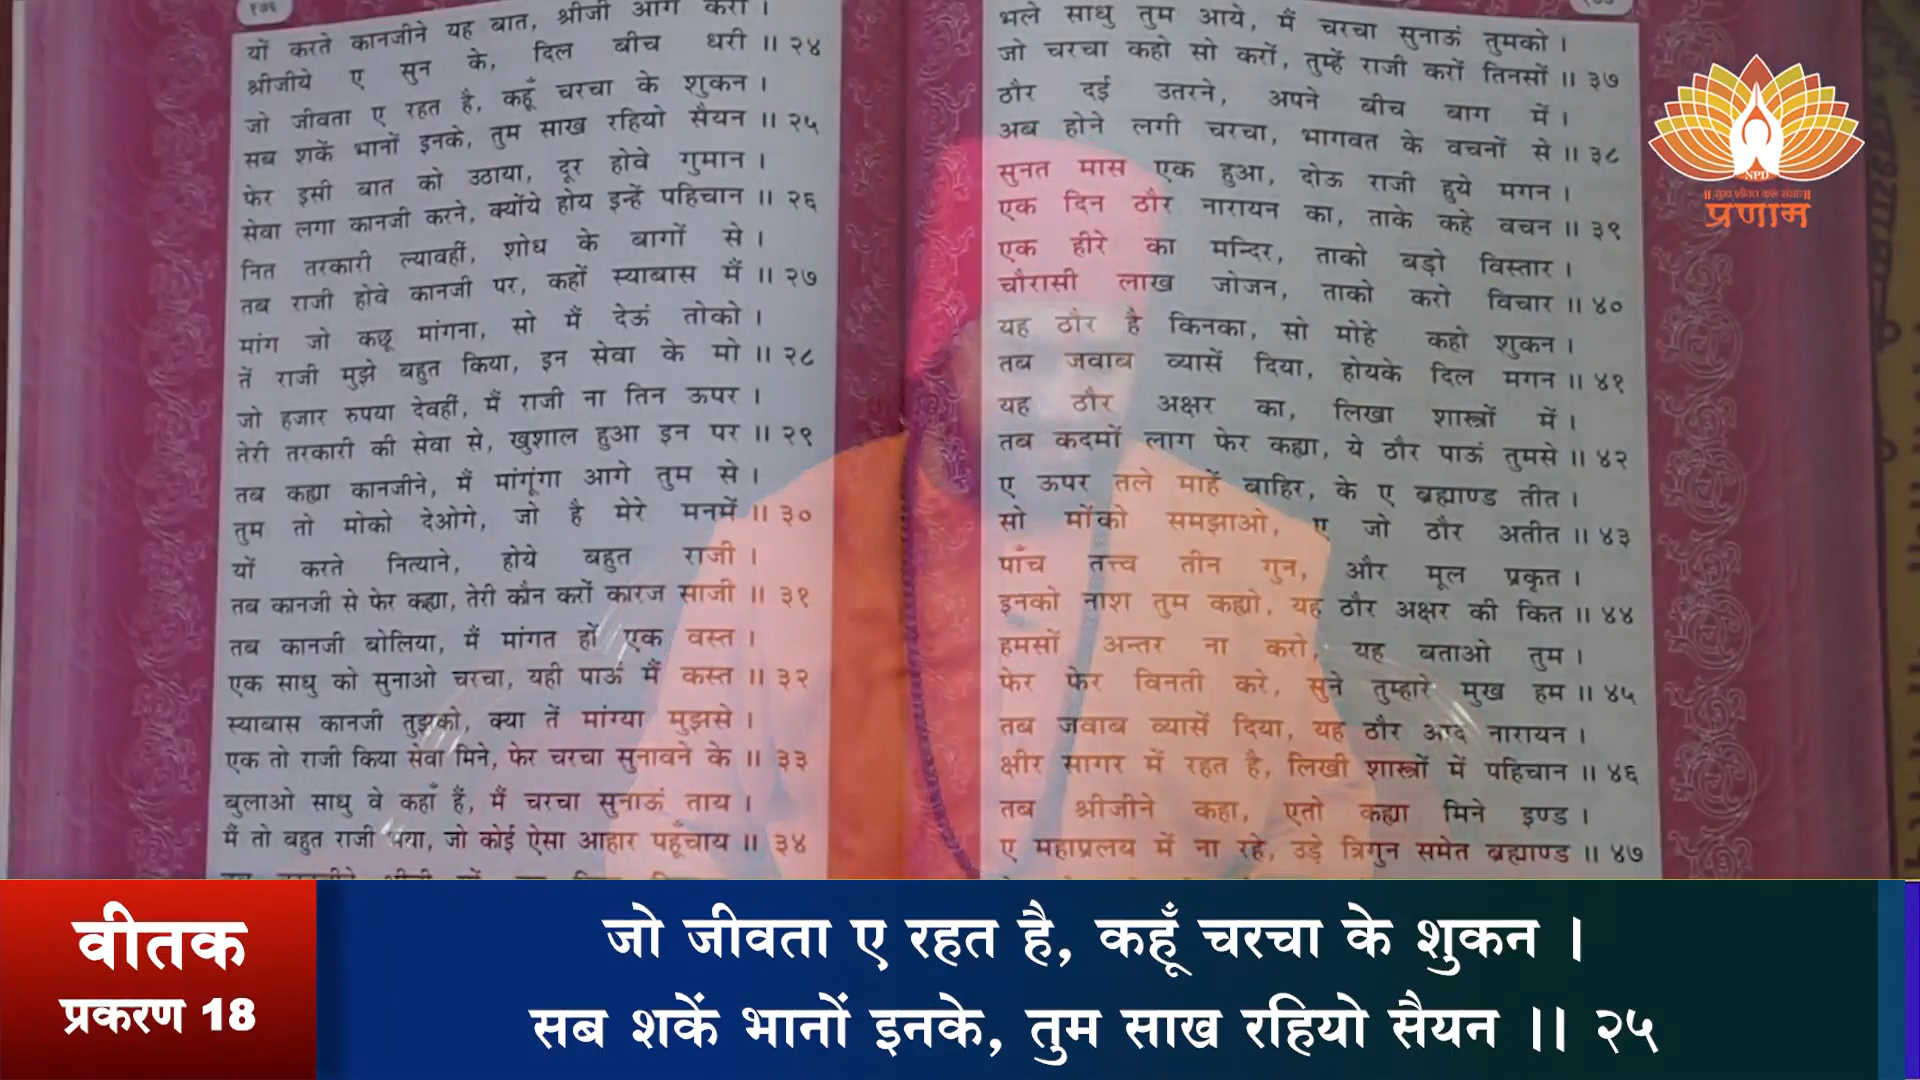 १७६
यों करते कानजीने यह बात, श्रीजी आगे करी ।
श्रीजीये ए सुन के, दिल बीच धरी ॥ २४
जो जीवता ए रहत है, कहूँ चरचा के शुकन ।
सब शकें भानों इनके, तुम साख रहियो सैयन ॥ २५
फेर इसी बात को उठाया, दूर होवे गुमान ।
सेवा लगा कानजी करने, क्योंये होय इन्हें पहिचान ॥ २६
नित तरकारी ल्यावहीं, शोध के बागों से ।
तब राजी होवे कानजी पर, कहों स्याबास मैं ॥ २७
मांग जो कछू मांगना, सो मैं देऊं तोको ।
तें राजी मुझे बहुत किया, इन सेवा के मो ॥ २८
जो हजार रुपया देवहीं, मैं राजी ना तिन ऊपर ।
तेरी तरकारी की सेवा से, खुशाल हुआ इन पर ॥ २९
तब कह्या कानजीने, मैं मांगूंगा आगे तुम से ।
तुम तो मोको देओगे, जो है मेरे मनमें ॥ ३०
यों करते नित्याने, होये बहुत राजी ।
तब कानजी से फेर कह्या, तेरी कौन करों कारज साजी ॥ ३१
तब कानजी बोलिया, मैं मांगत हों एक वस्त ।
एक साधु को सुनाओ चरचा, यही पाऊं मैं कस्त ॥ ३२
स्याबास कानजी तुझको, क्या तें मांग्या मुझसे ।
एक तो राजी किया सेवा मिने, फेर चरचा सुनावने के ॥ ३३
बुलाओ साधु वे कहाँ हैं, मैं चरचा सुनाऊं ताय ।
मैं तो बहुत राजी भया, जो कोई ऐसा आहार पहूँचाय ॥ ३४
भले साधु तुम आये, मैं चरचा सुनाऊं तुमको ।
जो चरचा कहो सो करों, तुम्हें राजी करों तिनसों ॥ ३७
ठौर दई उतरने, अपने बीच बाग में ।
अब होने लगी चरचा, भागवत के वचनों से ॥ ३८
सुनत मास एक हुआ, दोऊ राजी हुये मगन ।
एक दिन ठौर नारायन का, ताके कहे वचन ॥ ३९
एक हीरे का मन्दिर, ताको बड़ो विस्तार ।
चौरासी लाख जोजन, ताको करो विचार ॥ ४०
यह ठौर है किनका, सो मोहे कहो शुकन ।
तब जवाब व्यासें दिया, होयके दिल मगन ॥ ४१
यह ठौर अक्षर का, लिखा शास्त्रों में ।
तब कदमों लाग फेर कह्या, ये ठौर पाऊं तुमसे ॥ ४२
ए ऊपर तले माहें बाहिर, के ए ब्रह्माण्ड तीत ।
सो मोंको समझाओ, ए जो ठौर अतीत ॥ ४३
पाँच तत्त्व तीन गुन, और मूल प्रकृत ।
इनको नाश तुम कह्यो, यह ठौर अक्षर की कित ॥ ४४
हमसों अन्तर ना करो, यह बताओ तुम ।
फेर फेर विनती करे, सुने तुम्हारे मुख हम ॥ ४५
तब जवाब व्यासें दिया, यह ठौर आद नारायन ।
क्षीर सागर में रहत है, लिखी शास्त्रों में पहिचान ॥ ४६
तब श्रीजीने कहा, एतो कह्या मिने इण्ड ।
ए महाप्रलय में ना रहे, उड़े त्रिगुन समेत ब्रह्माण्ड ॥ ४७
NPD
॥ सुख शीतल करूं संसार ॥
प्रणाम
वीतक
प्रकरण 18
जो जीवता ए रहत है, कहूँ चरचा के शुकन ।
सब शकें भानों इनके, तुम साख रहियो सैयन ।। २५